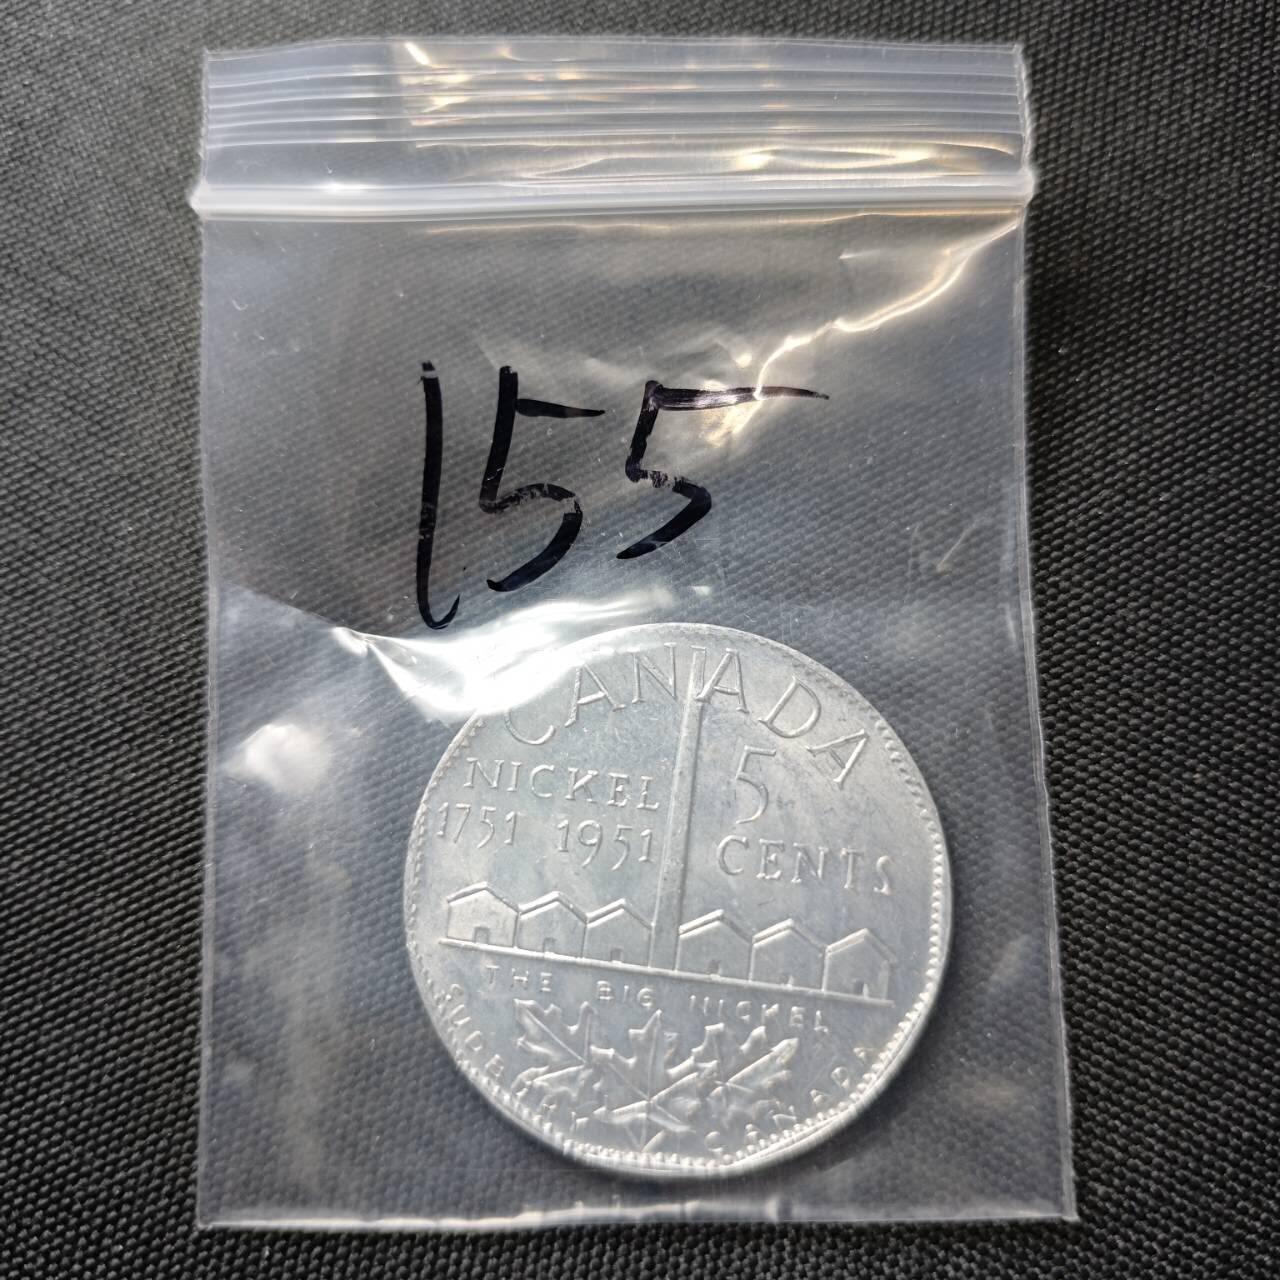 155
CANADA
NICKEL
1751 1951
5
CENTS
THE BIG NICKEL
SUDBURY CANADA